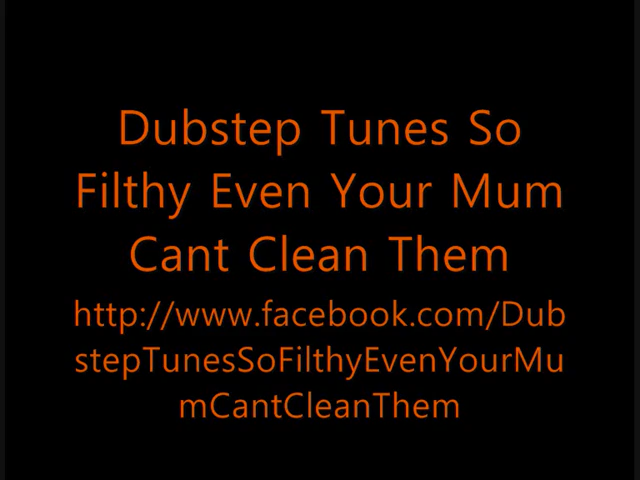 Dubstep Tunes So
Filthy Even Your Mum
Cant Clean Them
http://www.facebook.com/Dub
stepTunesSoFilthyEvenYourMu
mCantCleanThem